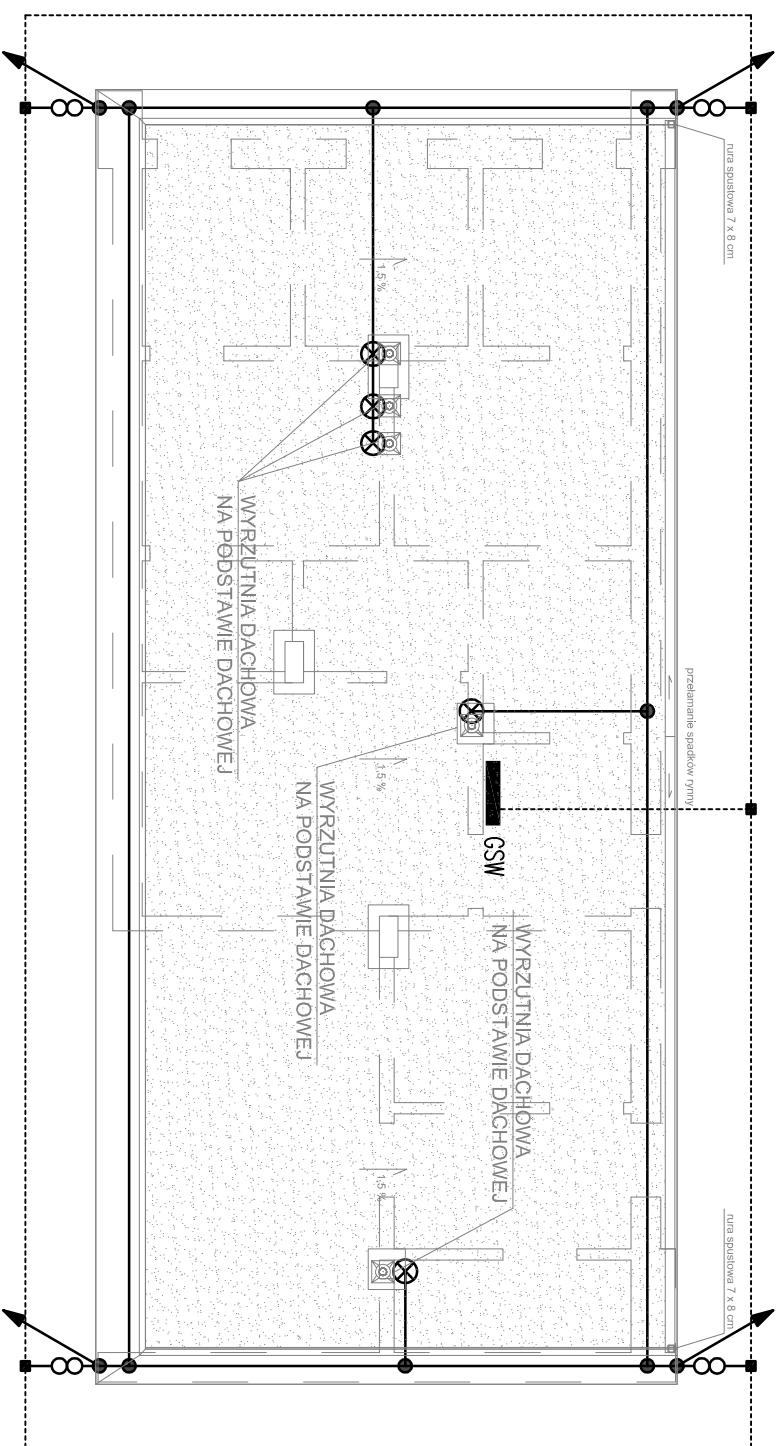 rura spustowa 7 x 8 cm
1.5 %
WYRZUTNIA DACHOWA
NA PODSTAWIE DACHOWEJ
przełamanie spadków rynny
1.5 %
GSW
WYRZUTNIA DACHOWA
NA PODSTAWIE DACHOWEJ
WYRZUTNIA DACHOWA
NA PODSTAWIE DACHOWEJ
1.5 %
rura spustowa 7 x 8 cm